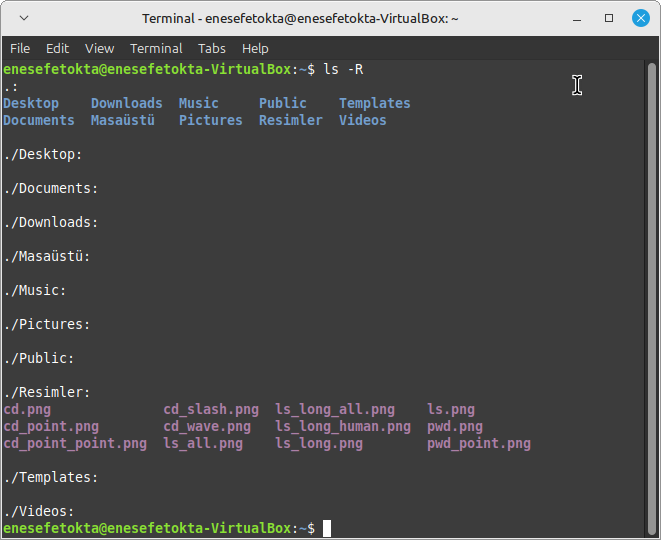 Terminal - enesefetokta@enesefetokta-VirtualBox: ~
File Edit View Terminal Tabs Help
enesefetokta@enesefetokta-VirtualBox:~$ ls -R
.:
Desktop    Downloads  Music     Public    Templates
Documents  Masaüstü   Pictures  Resimler  Videos
./Desktop:
./Documents:
./Downloads:
./Masaüstü:
./Music:
./Pictures:
./Public:
./Resimler:
cd.png              cd_slash.png  ls_long_all.png    ls.png
cd_point.png        cd_wave.png   ls_long_human.png  pwd.png
cd_point_point.png  ls_all.png    ls_long.png        pwd_point.png
./Templates:
./Videos:
enesefetokta@enesefetokta-VirtualBox:~$